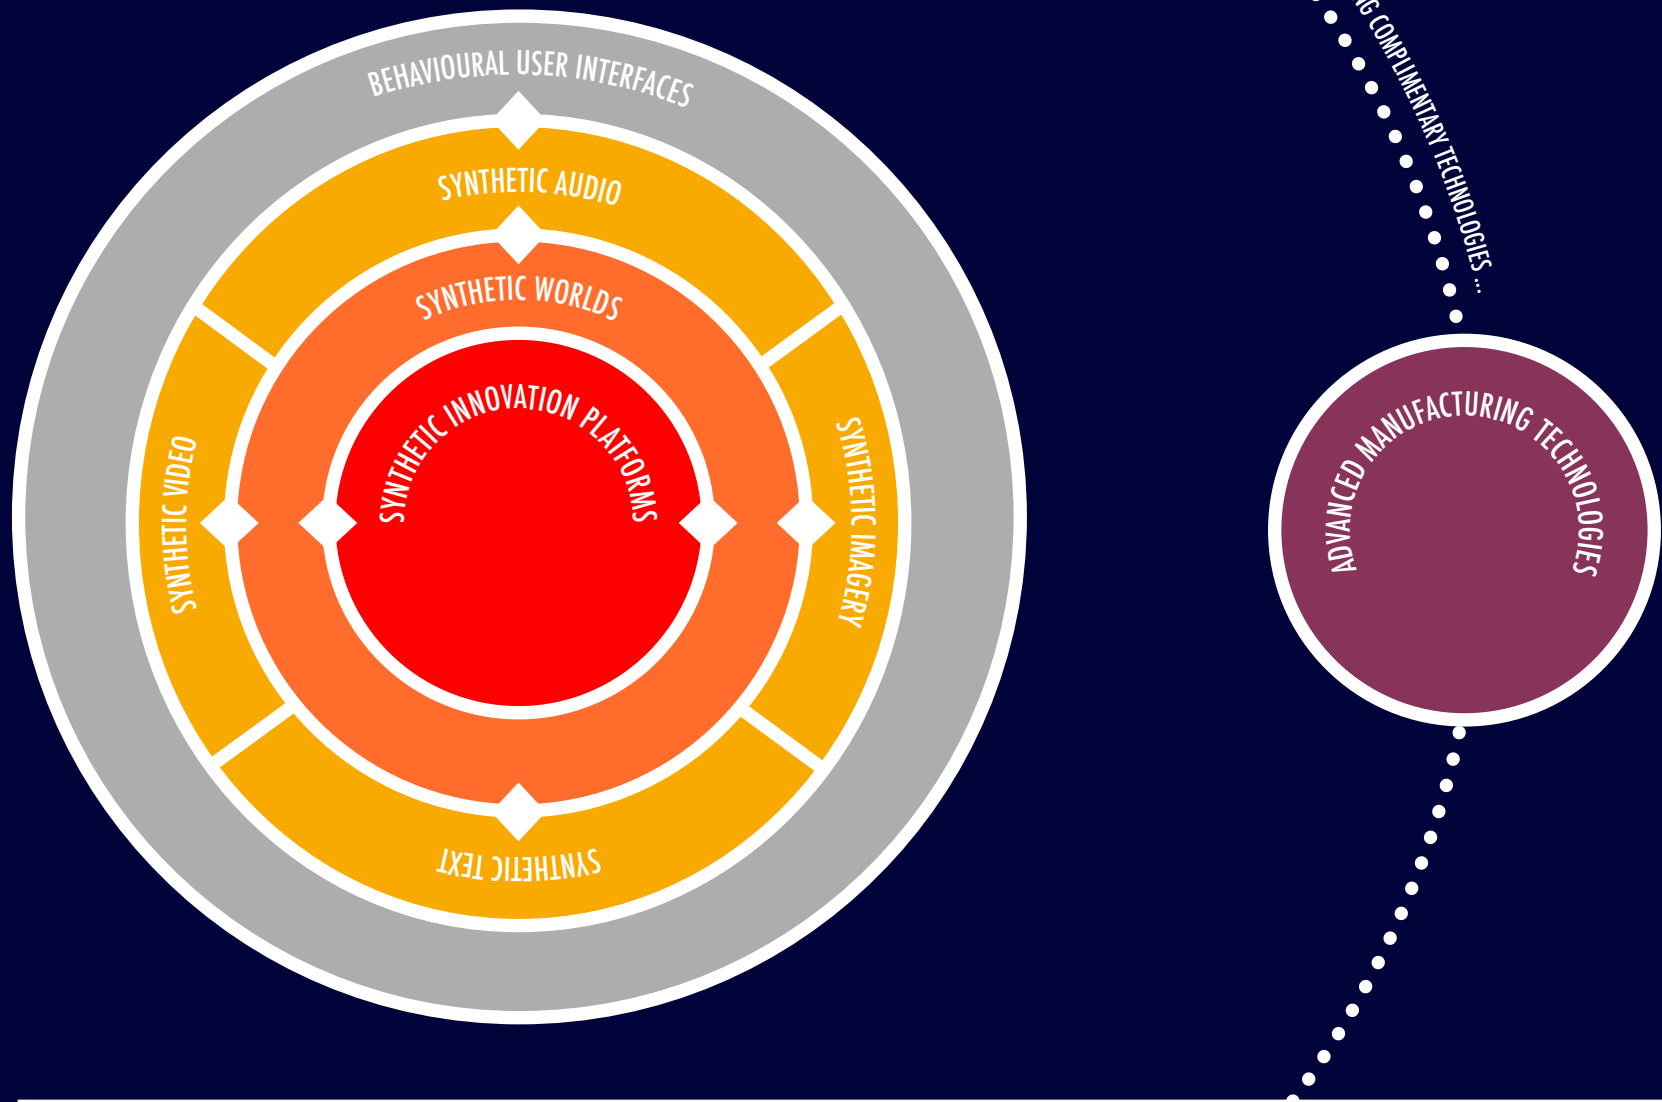 BEHAVIOURAL USER INTERFACES
SYNTHETIC AUDIO
SYNTHETIC WORLDS
SYNTHETIC INNOVATION PLATFORMS
SYNTHETIC VIDEO
SYNTHETIC IMAGERY
SYNTHETIC TEXT
COMPLIMENTARY TECHNOLOGIES ...
ADVANCED MANUFACTURING TECHNOLOGIES